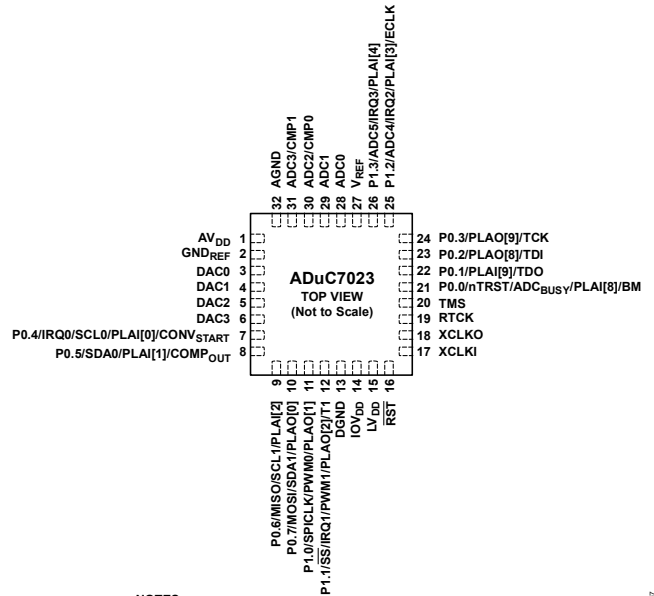 32 AGND
31 ADC3/CMP1
30 ADC2/CMP0
29 ADC1
28 ADC0
27 VREF
26 P1.3/ADC5/IRQ3/PLAI[4]
25 P1.2/ADC4/IRQ2/PLAI[3]/ECLK
AVDD 1
GNDREF 2
DAC0 3
DAC1 4
DAC2 5
DAC3 6
P0.4/IRQ0/SCL0/PLAI[0]/CONVSTART 7
P0.5/SDA0/PLAI[1]/COMPOUT 8
ADuC7023
TOP VIEW
(Not to Scale)
24 P0.3/PLAO[9]/TCK
23 P0.2/PLAO[8]/TDI
22 P0.1/PLAI[9]/TDO
21 P0.0/nTRST/ADCBUSY/PLAI[8]/BM
20 TMS
19 RTCK
18 XCLKO
17 XCLKI
P0.6/MISO/SCL1/PLAI[2] 9
P0.7/MOSI/SDA1/PLAO[0] 10
P1.0/SPICLK/PWM0/PLAO[1] 11
P1.1/SS/IRQ1/PWM1/PLAO[2]/T1 12
DGND 13
IOVDD 14
LVDD 15
RST 16